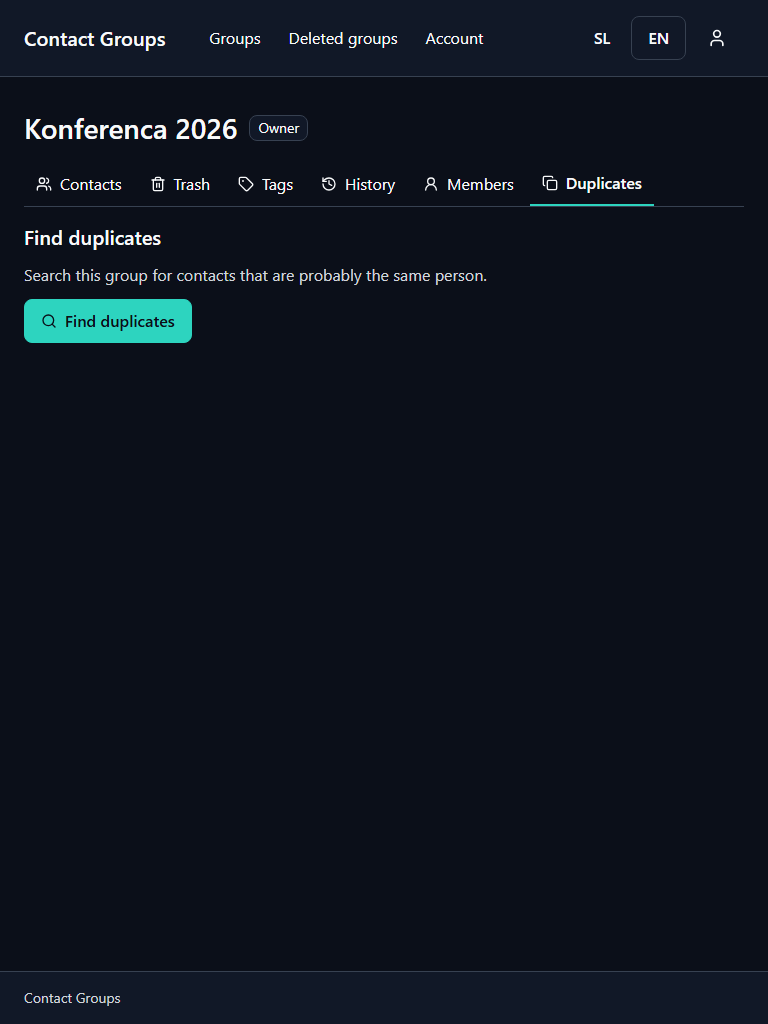 Contact Groups Groups Deleted groups Account SL EN
Konferenca 2026 Owner
Contacts Trash Tags History Members Duplicates
Find duplicates
Search this group for contacts that are probably the same person.
Find duplicates
Contact Groups